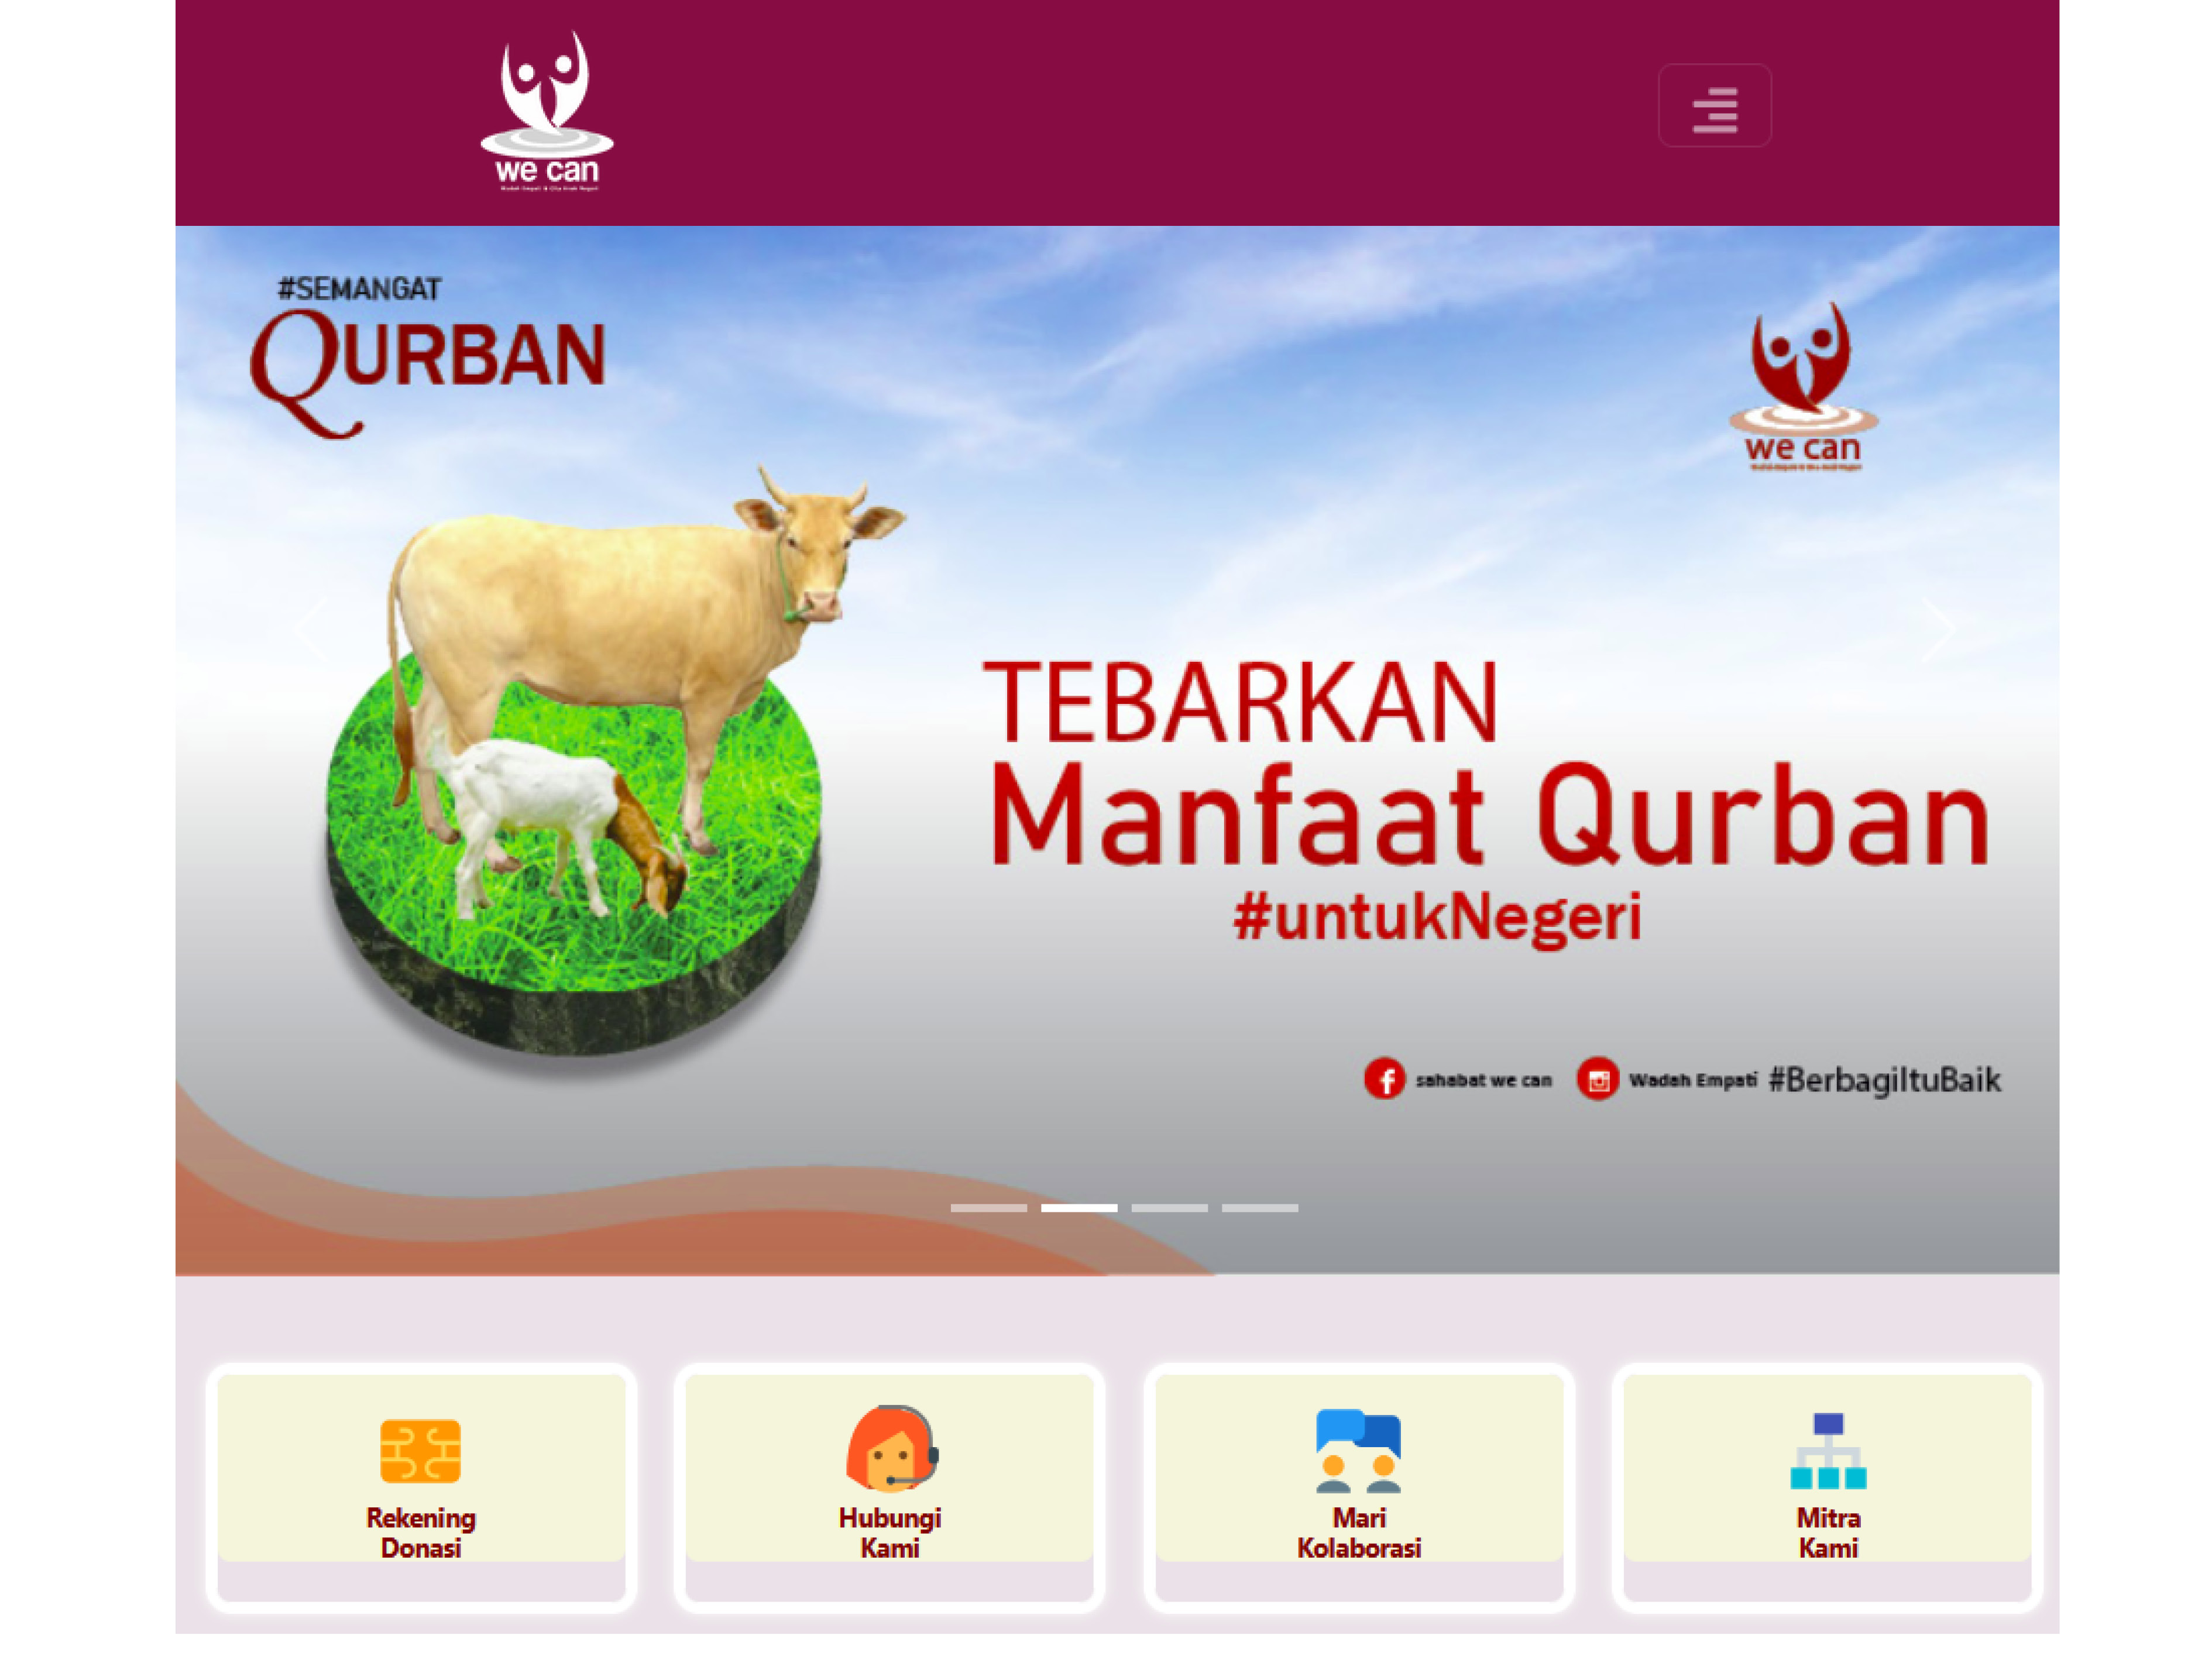 we can
#SEMANGAT
QURBAN
we can
TEBARKAN
Manfaat Qurban
#untukNegeri
sahabat we can
Wadah Empati
#BerbagiItuBaik
Rekening
Donasi
Hubungi
Kami
Mari
Kolaborasi
Mitra
Kami